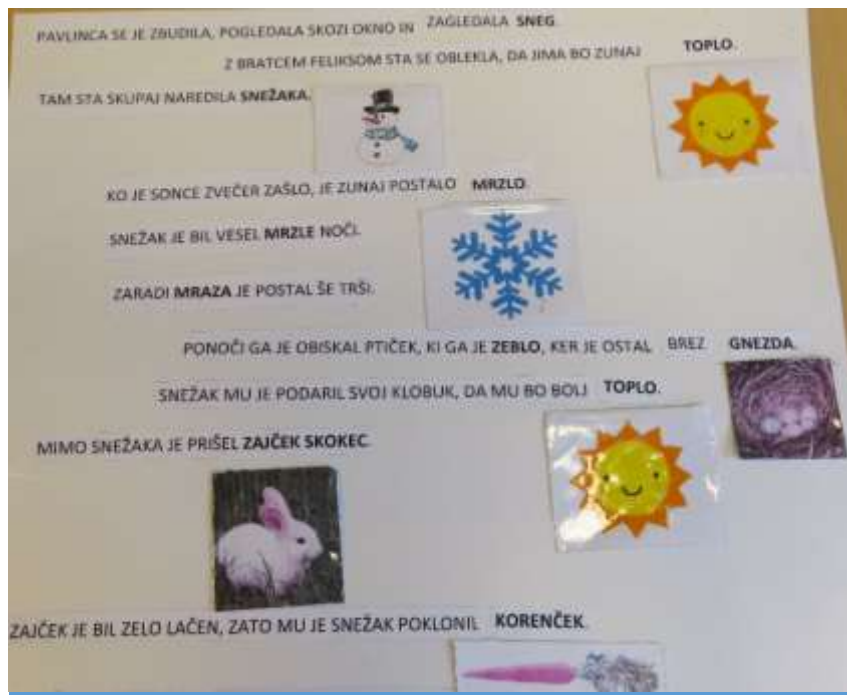 PAVLINCA SE JE ZBUDILA, POGLEDALA SKOZI OKNO IN ZAGLEDALA SNEG.
Z BRATCEM FELIKSOM STA SE OBLEKLA, DA JIMA BO ZUNAJ TOPLO.
TAM STA SKUPAJ NAREDILA SNEŽAKA.
KO JE SONCE ZVEČER ZAŠLO, JE ZUNAJ POSTALO MRZLO.
SNEŽAK JE BIL VESEL MRZLE NOČI.
ZARADI MRAZA JE POSTAL ŠE TRŠI.
PONOČI GA JE OBISKAL PTIČEK, KI GA JE ZEBLO, KER JE OSTAL BREZ GNEZDA.
SNEŽAK MU JE PODARIL SVOJ KLOBUK, DA MU BO BOLJ TOPLO.
MIMO SNEŽAKA JE PRIŠEL ZAJČEK SKOKEC.
ZAJČEK JE BIL ZELO LAČEN, ZATO MU JE SNEŽAK POKLONIL KORENČEK.